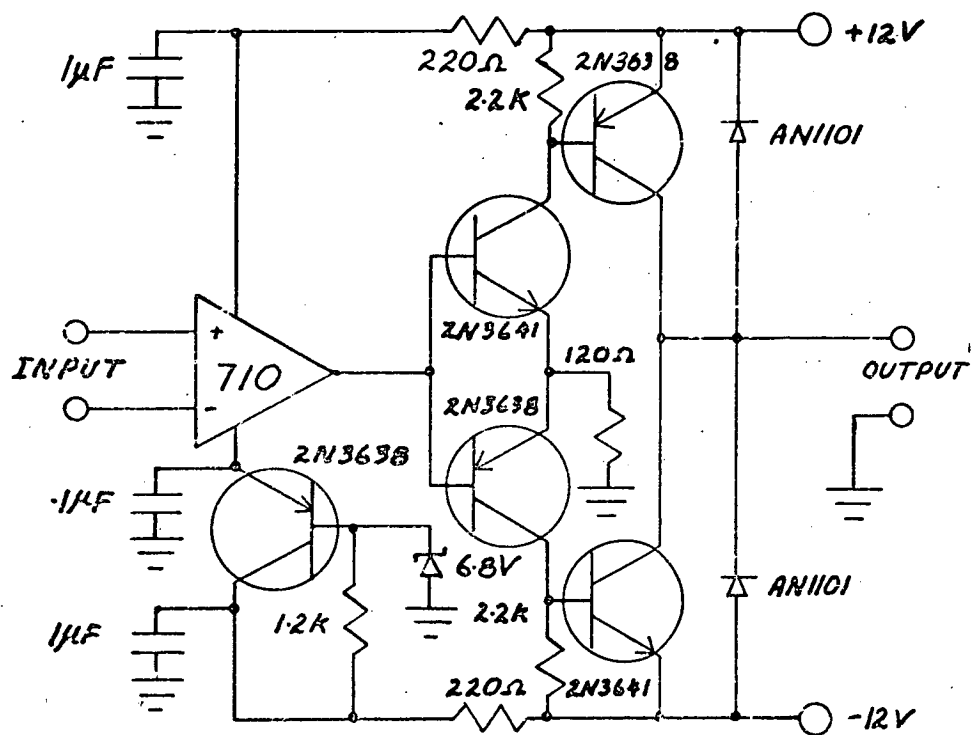 +12V
220Ω
2N3638
1µF
2.2K
AN1101
2N3641
120Ω
+
710
-
INPUT
OUTPUT
2N3638
2N3638
.1µF
6.8V
AN1101
1µF
1.2K
2.2K
220Ω
2N3641
-12V